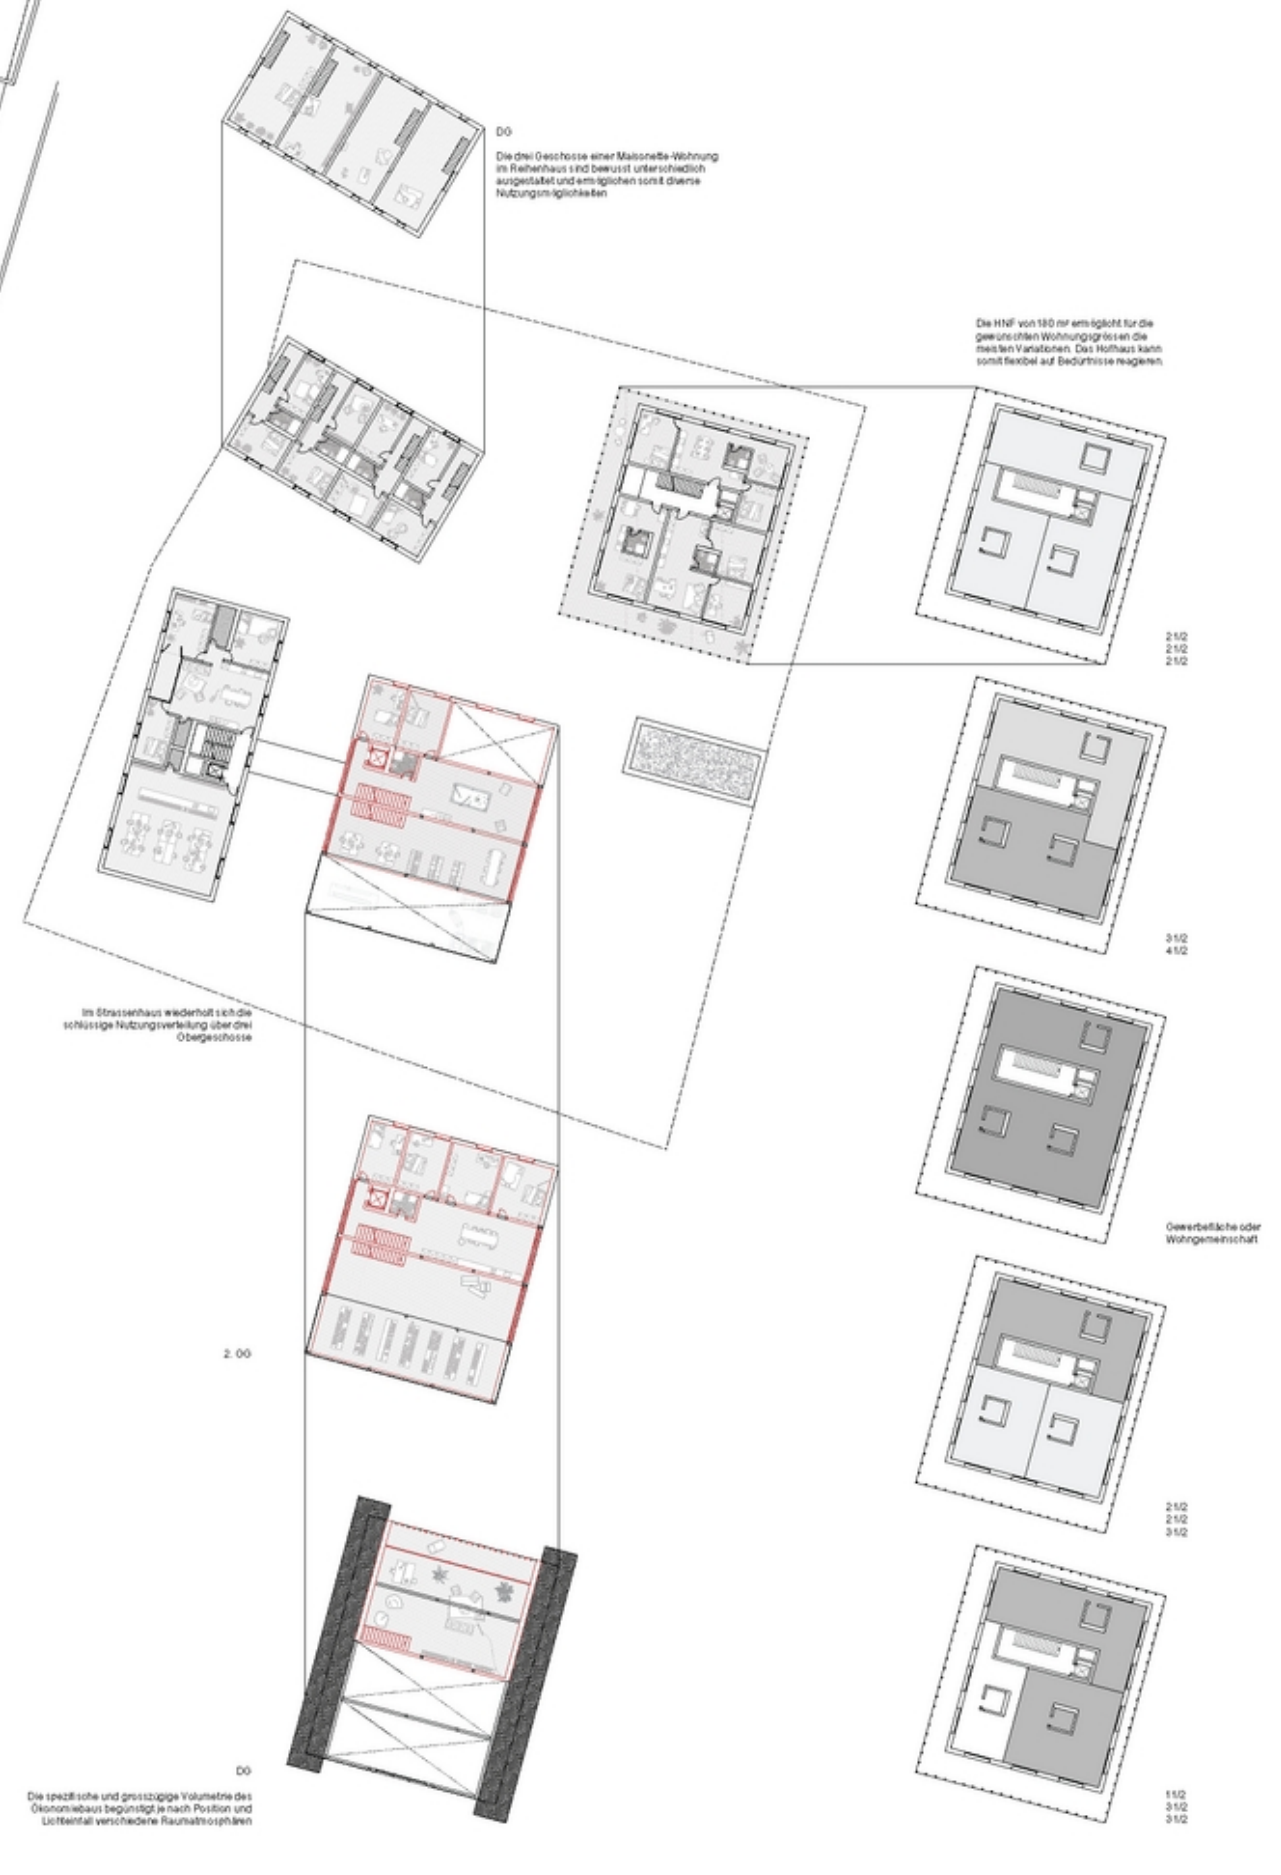 DG
Die drei Geschosse einer Maisonette-Wohnung
im Reihenhaus sind bewusst unterschiedlich
ausgestaltet und ermöglichen somit diverse
Nutzungsmöglichkeiten
Die HNF von 180 m² ermöglicht für die
gewünschten Wohnungsgrössen die
meisten Variationen. Das Hofhaus kann
somit flexibel auf Bedürfnisse reagieren.
2 1/2
2 1/2
2 1/2
3 1/2
4 1/2
Im Strassenhaus wiederholt sich die
schlüssige Nutzungsverteilung über drei
Obergeschosse
Gewerbefläche oder
Wohngemeinschaft
2. OG
2 1/2
2 1/2
3 1/2
DG
Die spezifische und grosszügige Volumetrie des
Ökonomiebaus begünstigt je nach Position und
Lichteinfall verschiedene Raumatmosphären
1 1/2
3 1/2
3 1/2